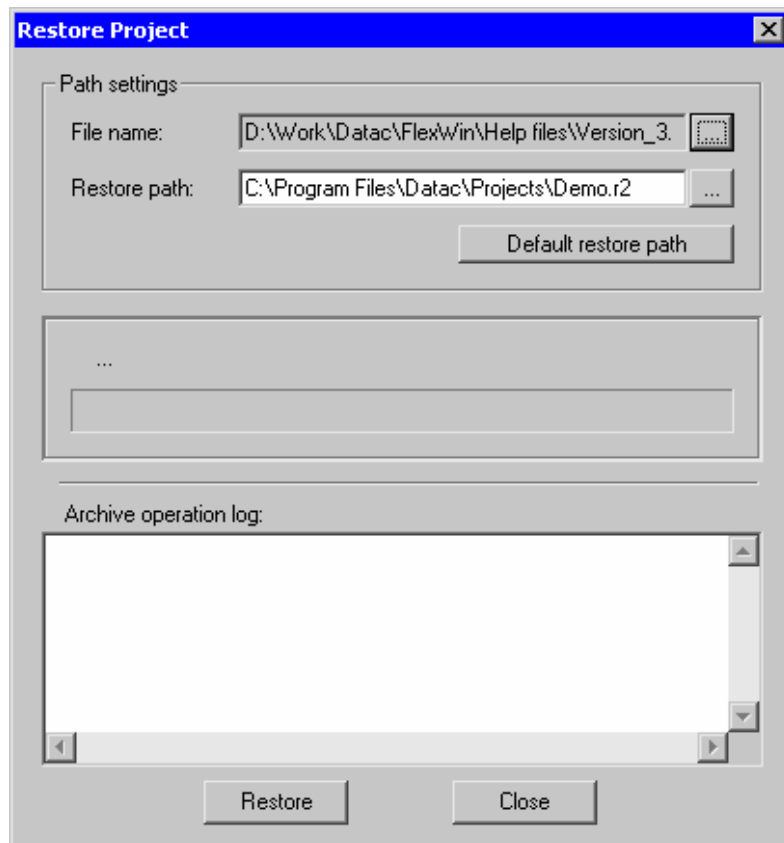 Restore Project
Path settings
File name: D:\Work\Datac\FlexWin\Help files\Version_3. ...
Restore path: C:\Program Files\Datac\Projects\Demo.r2 ...
Default restore path
...
Archive operation log:
Restore Close